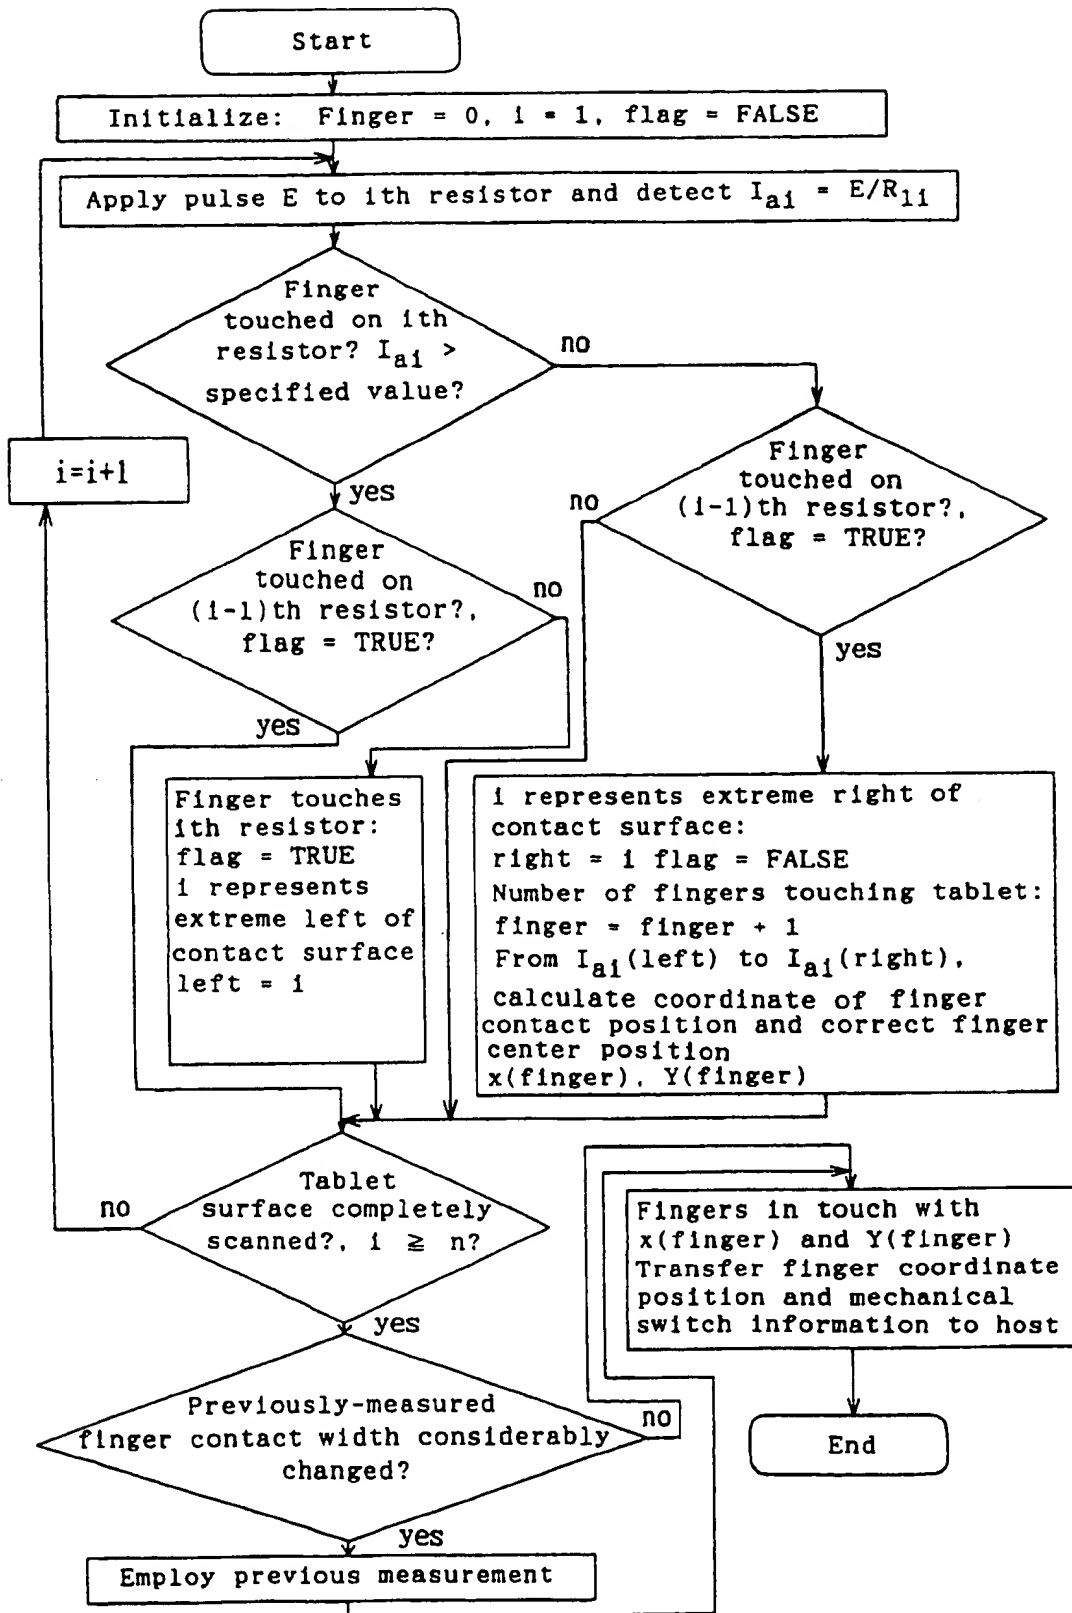 Start
Initialize: Finger = 0, i = 1, flag = FALSE
Apply pulse E to ith resistor and detect Iai = E/R1i
Finger
touched on ith
resistor? Iai >
specified value?
no
yes
i=i+1
Finger
touched on
(i-1)th resistor?,
flag = TRUE?
no
yes
Finger
touched on
(i-1)th resistor?,
flag = TRUE?
no
yes
Finger touches
ith resistor:
flag = TRUE
i represents
extreme left of
contact surface
left = i
i represents extreme right of
contact surface:
right = i flag = FALSE
Number of fingers touching tablet:
finger = finger + 1
From Iai(left) to Iai(right),
calculate coordinate of finger
contact position and correct finger
center position
x(finger), Y(finger)
Tablet
surface completely
scanned?, i ≧ n?
no
yes
Previously-measured
finger contact width considerably
changed?
no
yes
Employ previous measurement
Fingers in touch with
x(finger) and Y(finger)
Transfer finger coordinate
position and mechanical
switch information to host
End